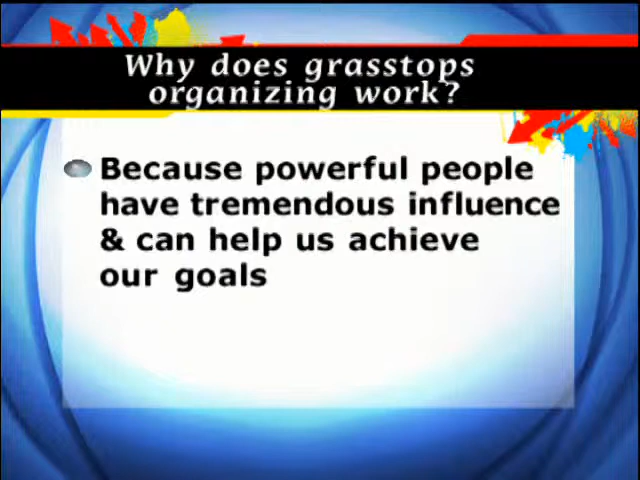 Why does grasstops
organizing work?
Because powerful people
have tremendous influence
& can help us achieve
our goals